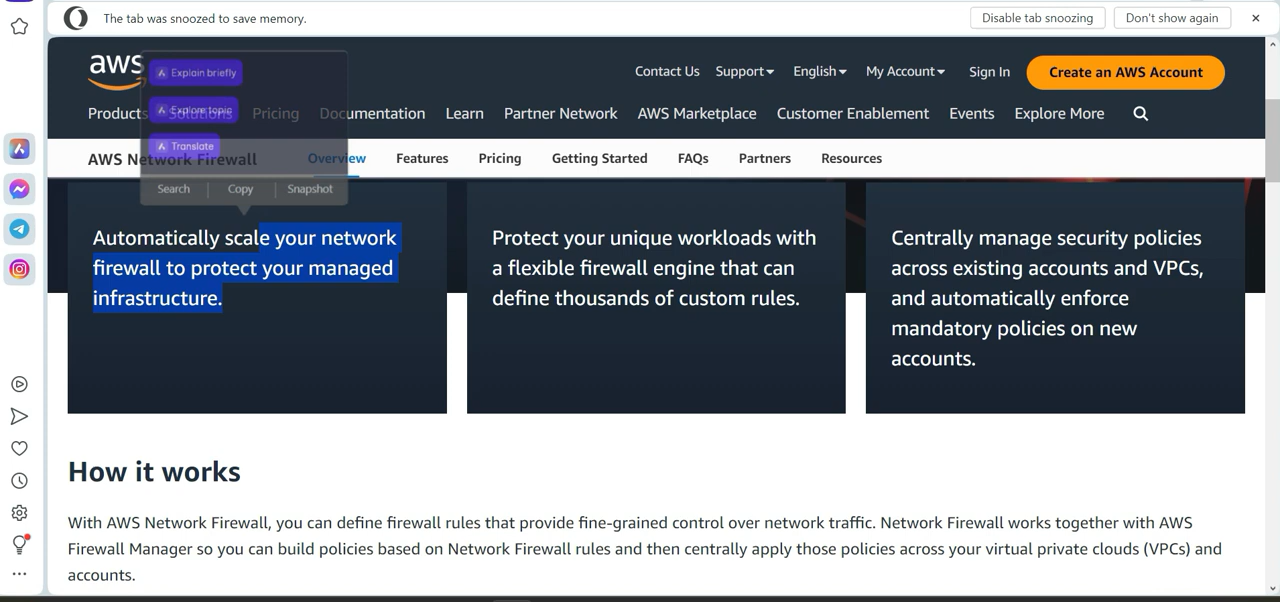 The tab was snoozed to save memory.
Disable tab snoozing
Don't show again
aws
Contact Us
Support
English
My Account
Sign In
Create an AWS Account
Explain briefly
Explore topic
Translate
Search
Copy
Snapshot
Products
Solutions
Pricing
Documentation
Learn
Partner Network
AWS Marketplace
Customer Enablement
Events
Explore More
AWS Network Firewall
Overview
Features
Pricing
Getting Started
FAQs
Partners
Resources
Automatically scale your network
firewall to protect your managed
infrastructure.
Protect your unique workloads with
a flexible firewall engine that can
define thousands of custom rules.
Centrally manage security policies
across existing accounts and VPCs,
and automatically enforce
mandatory policies on new
accounts.
How it works
With AWS Network Firewall, you can define firewall rules that provide fine-grained control over network traffic. Network Firewall works together with AWS
Firewall Manager so you can build policies based on Network Firewall rules and then centrally apply those policies across your virtual private clouds (VPCs) and
accounts.